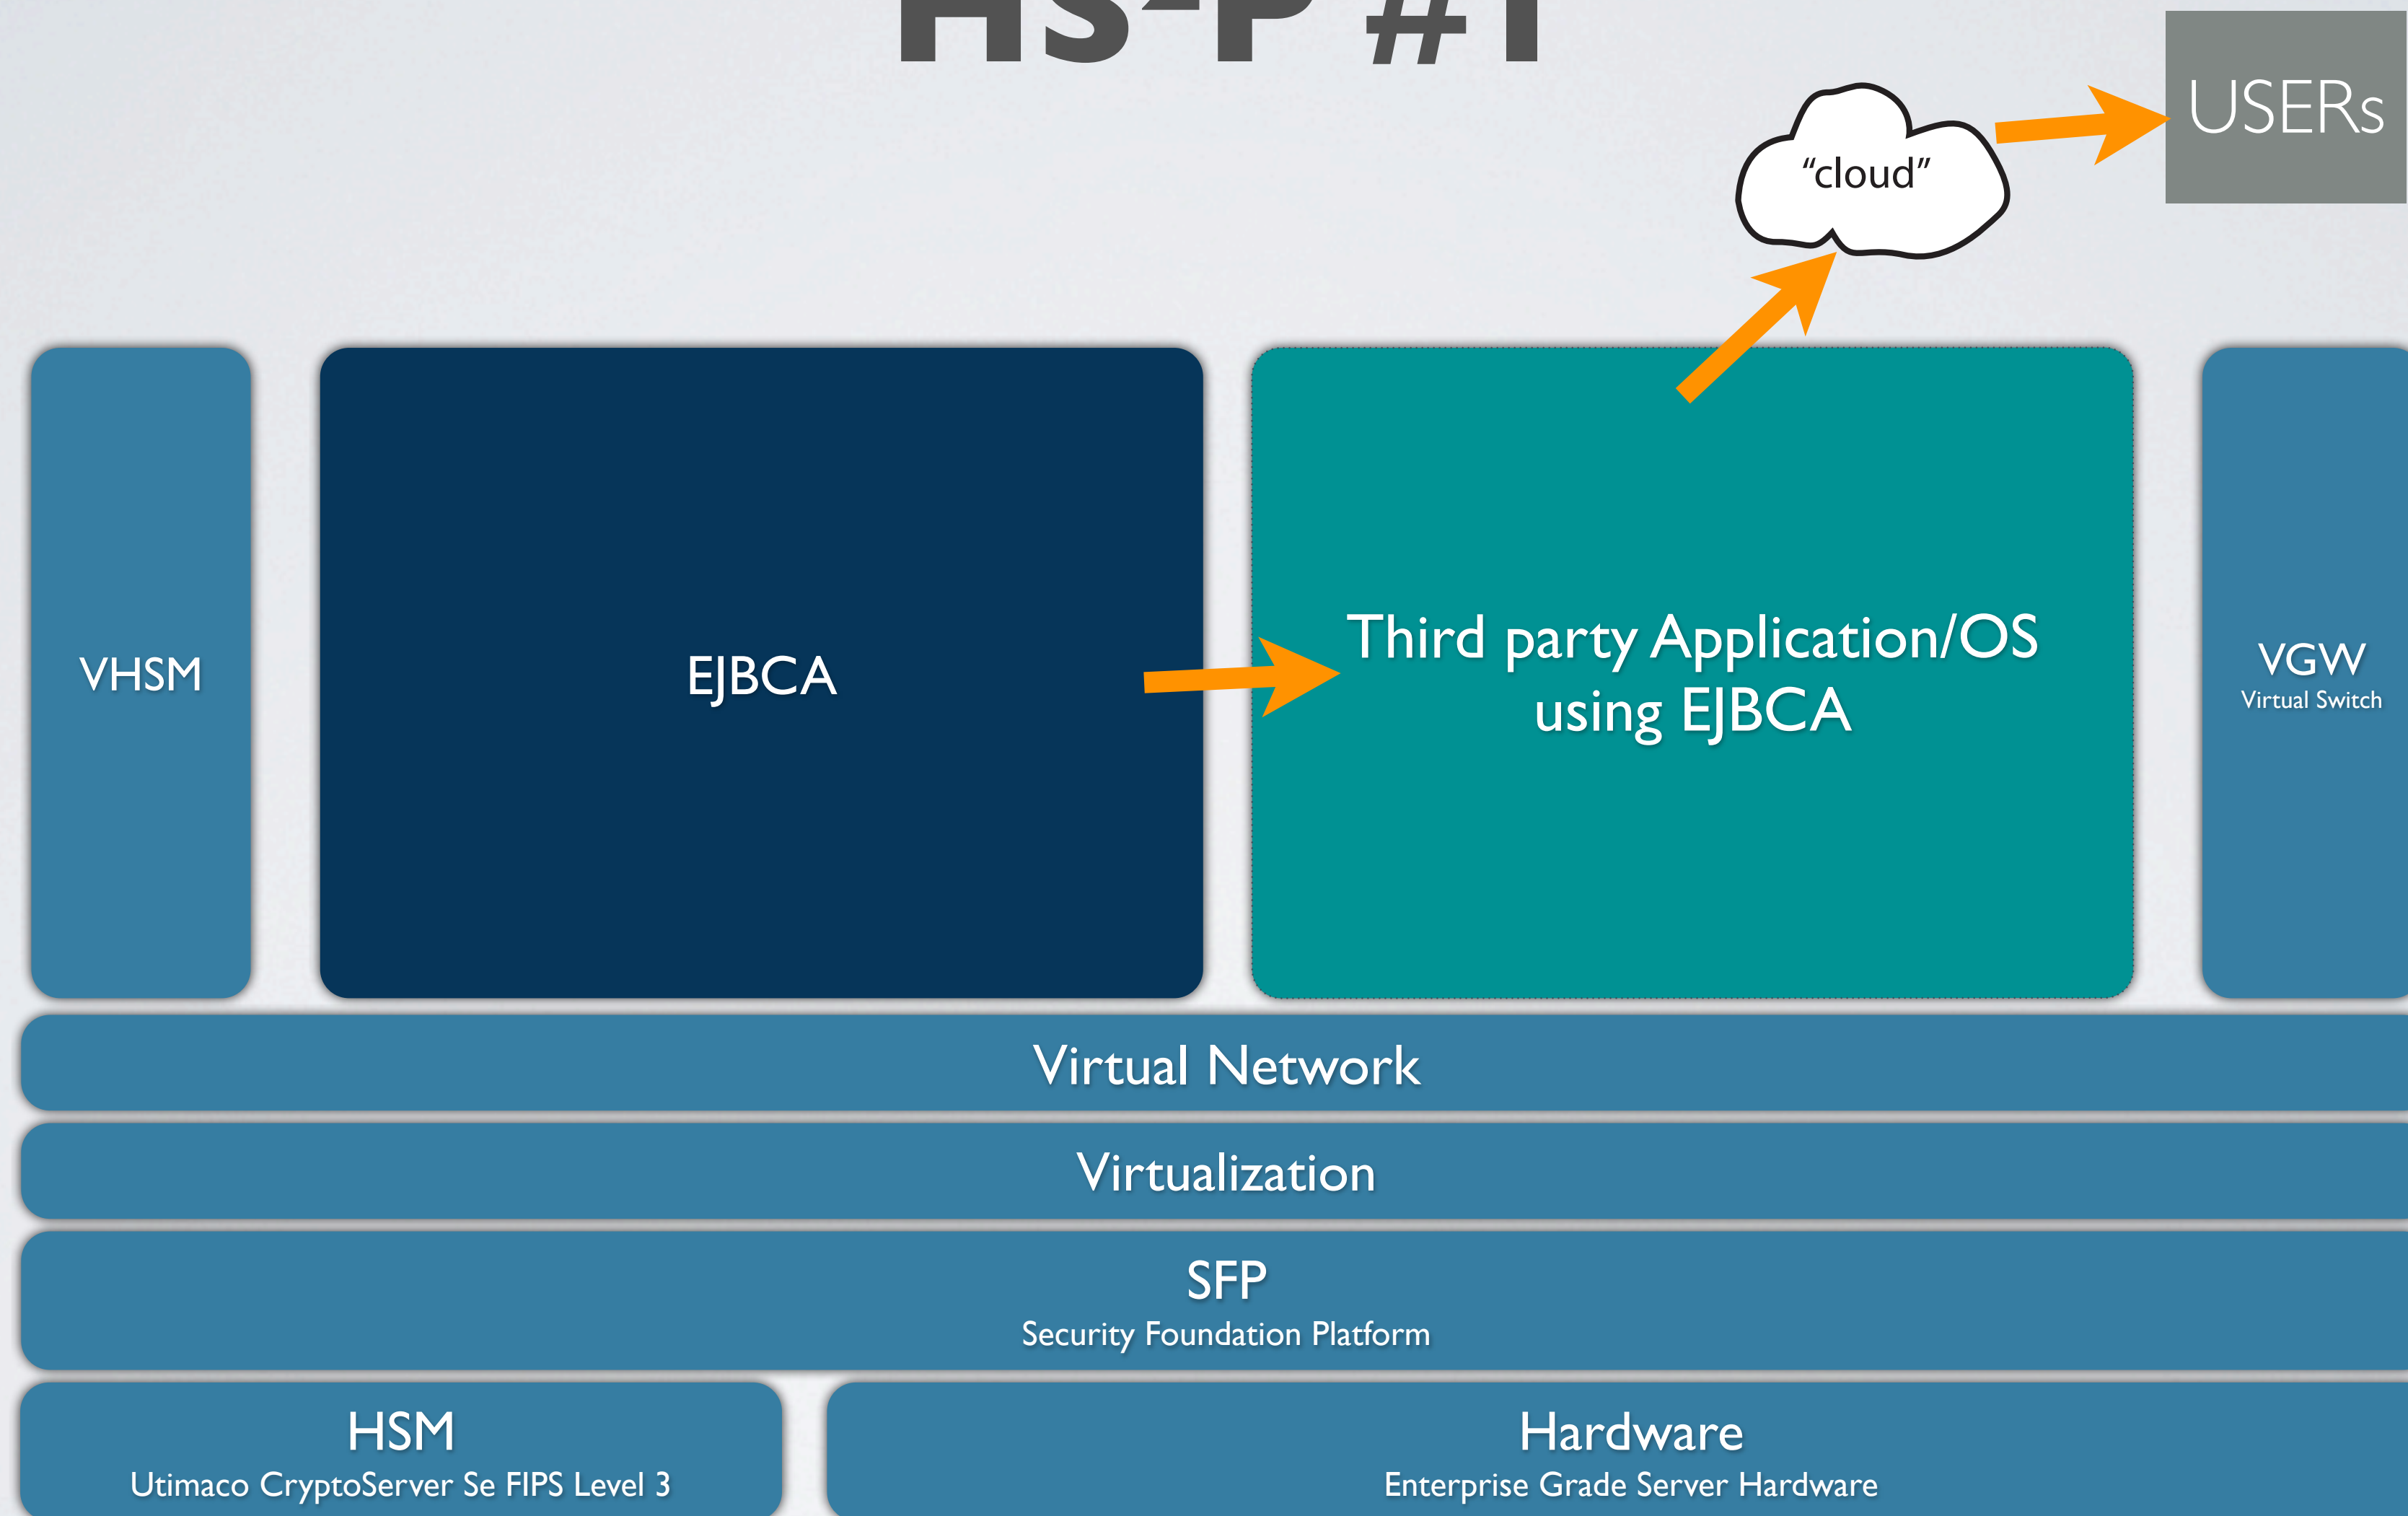 USERs
“cloud”
VHSM
EJBCA
Third party Application/OS
using EJBCA
VGW
Virtual Switch
Virtual Network
Virtualization
SFP
Security Foundation Platform
HSM
Utimaco CryptoServer Se FIPS Level 3
Hardware
Enterprise Grade Server Hardware